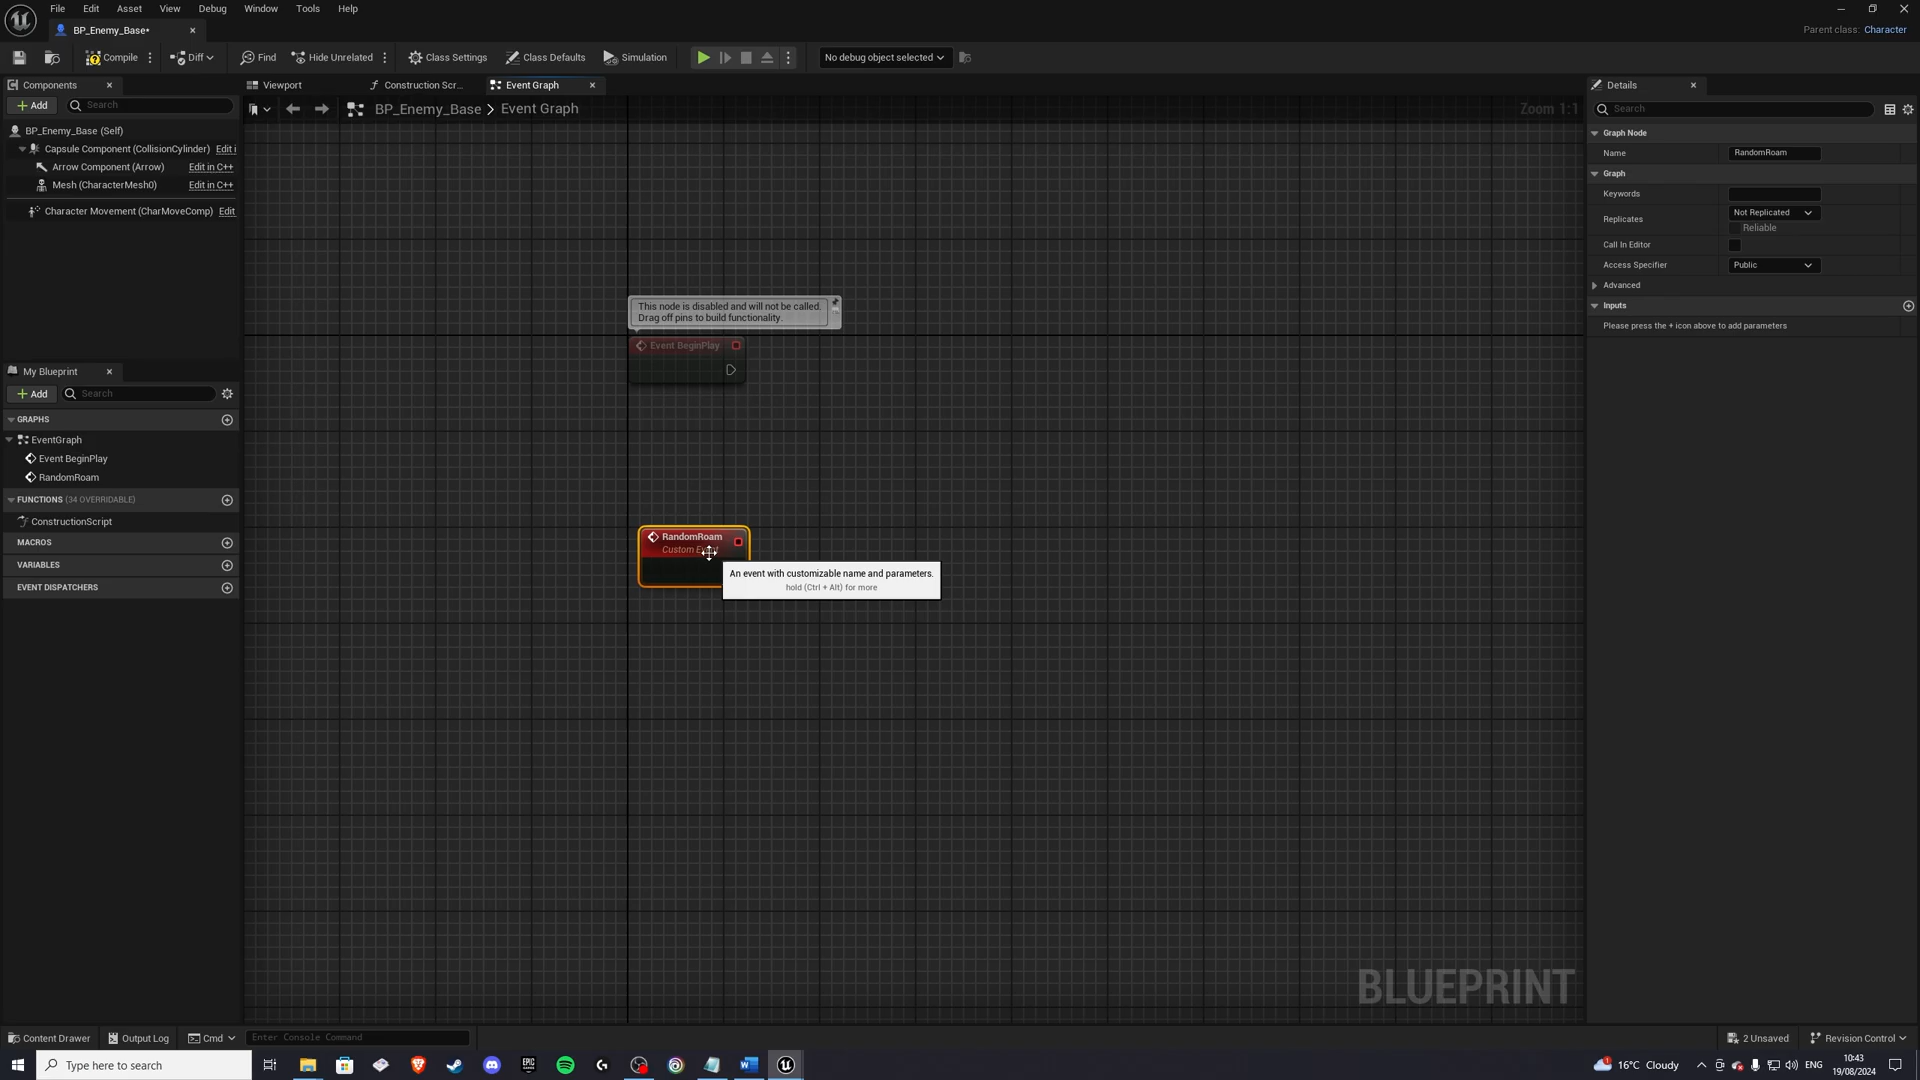 File Edit Asset View Debug Window Tools Help
BP_Enemy_Base•
Parent class: Character
Compile Diff Find Hide Unrelated Class Settings Class Defaults Simulation No debug object selected
Components
Add Search
BP_Enemy_Base (Self)
Capsule Component (CollisionCylinder) Edit i
Arrow Component (Arrow) Edit in C++
Mesh (CharacterMesh0) Edit in C++
Character Movement (CharMoveComp) Edit
My Blueprint
Add Search
GRAPHS
EventGraph
Event BeginPlay
RandomRoam
FUNCTIONS (34 OVERRIDABLE)
ConstructionScript
MACROS
VARIABLES
EVENT DISPATCHERS
Viewport Construction Scr... Event Graph
BP_Enemy_Base > Event Graph Zoom 1:1
This node is disabled and will not be called.
Drag off pins to build functionality.
Event BeginPlay
RandomRoam
Custom Event
An event with customizable name and parameters.
hold (Ctrl + Alt) for more
BLUEPRINT
Details
Search
Graph Node
Name RandomRoam
Graph
Keywords
Replicates Not Replicated
Reliable
Call In Editor
Access Specifier Public
Advanced
Inputs
Please press the + icon above to add parameters
Content Drawer Output Log Cmd Enter Console Command 2 Unsaved Revision Control
Type here to search
16°C Cloudy ENG
10:43
19/08/2024